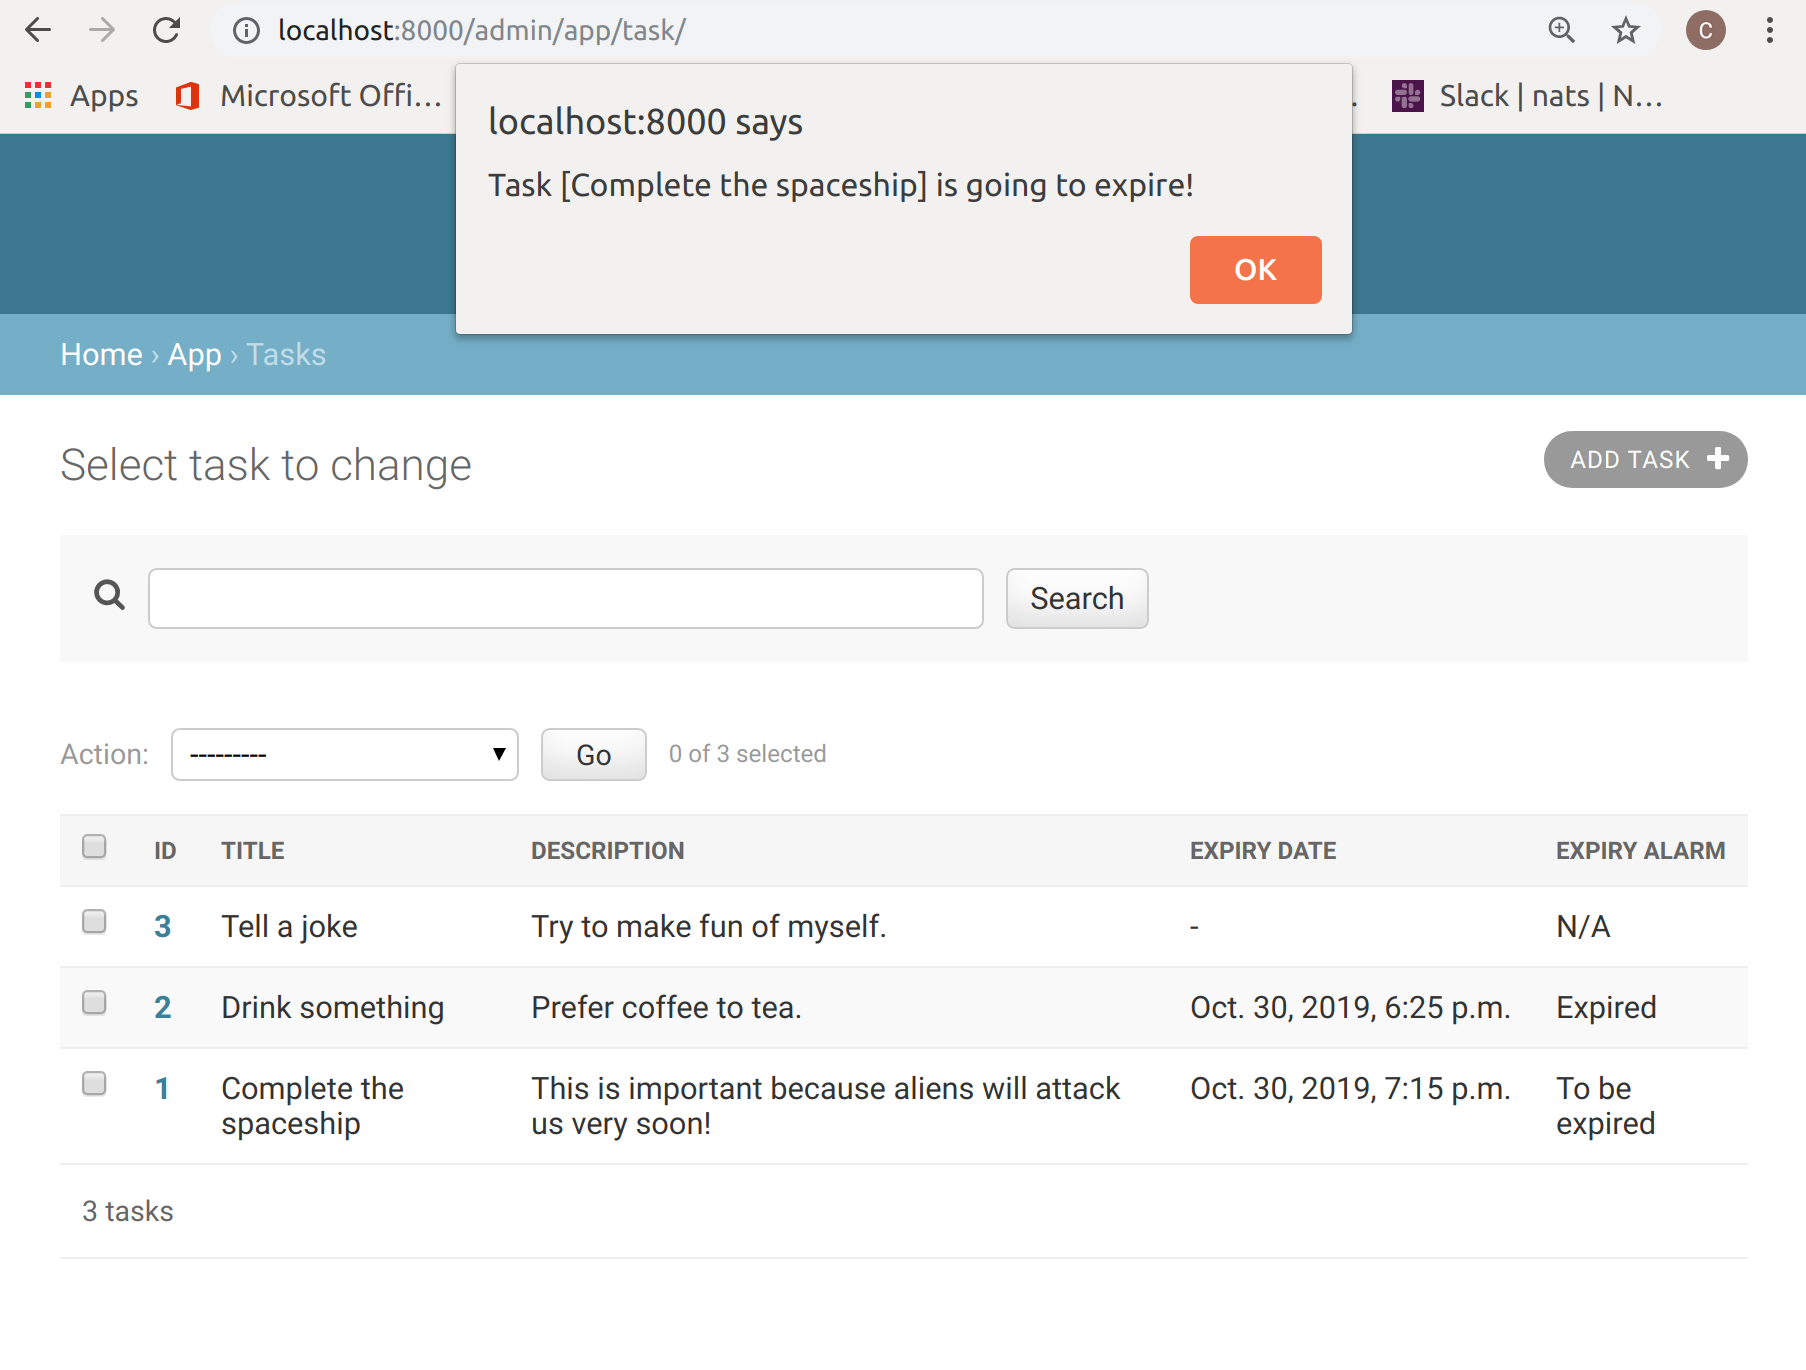 localhost:8000/admin/app/task/
C
Apps
Microsoft Offi...
Slack | nats | N...
localhost:8000 says
Task [Complete the spaceship] is going to expire!
OK
Home › App › Tasks
Select task to change
ADD TASK
Search
Action:
---------
Go
0 of 3 selected
ID TITLE DESCRIPTION EXPIRY DATE EXPIRY ALARM
3 Tell a joke Try to make fun of myself. - N/A
2 Drink something Prefer coffee to tea. Oct. 30, 2019, 6:25 p.m. Expired
1 Complete the This is important because aliens will attack Oct. 30, 2019, 7:15 p.m. To be
spaceship us very soon! expired
3 tasks